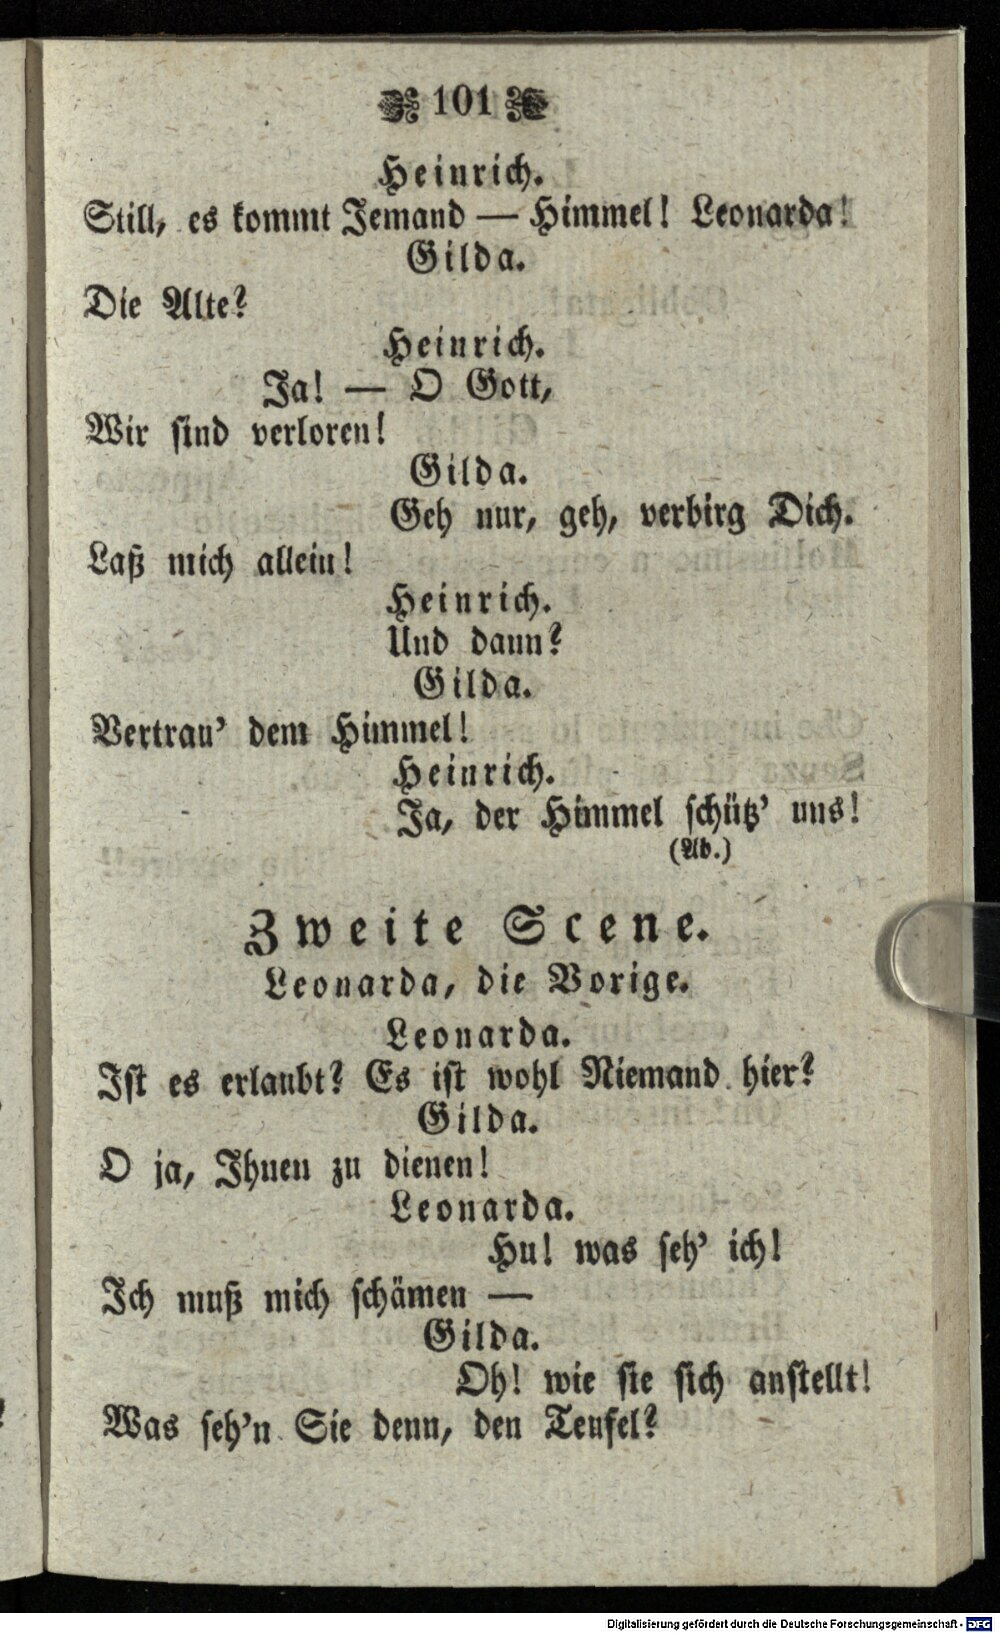 101
Heinrich.
Still, es kommt Jemand — Himmel! Leonarda!
Gilda.
Die Alte?
Heinrich.
Ja! — O Gott,
Wir sind verloren!
Gilda.
Geh nur, geh, verbirg Dich.
Laß mich allein!
Heinrich.
Und dann?
Gilda.
Vertrau' dem Himmel!
Heinrich.
Ja, der Himmel schütz' uns!
(Ab.)
Zweite Scene.
Leonarda, die Vorige.
Leonarda.
Ist es erlaubt? Es ist wohl Niemand hier?
Gilda.
O ja, Ihnen zu dienen!
Leonarda.
Hu! was seh' ich!
Ich muß mich schämen —
Gilda.
Oh! wie sie sich anstellt!
Was seh'n Sie denn, den Teufel?
Digitalisierung gefördert durch die Deutsche Forschungsgemeinschaft - DFG